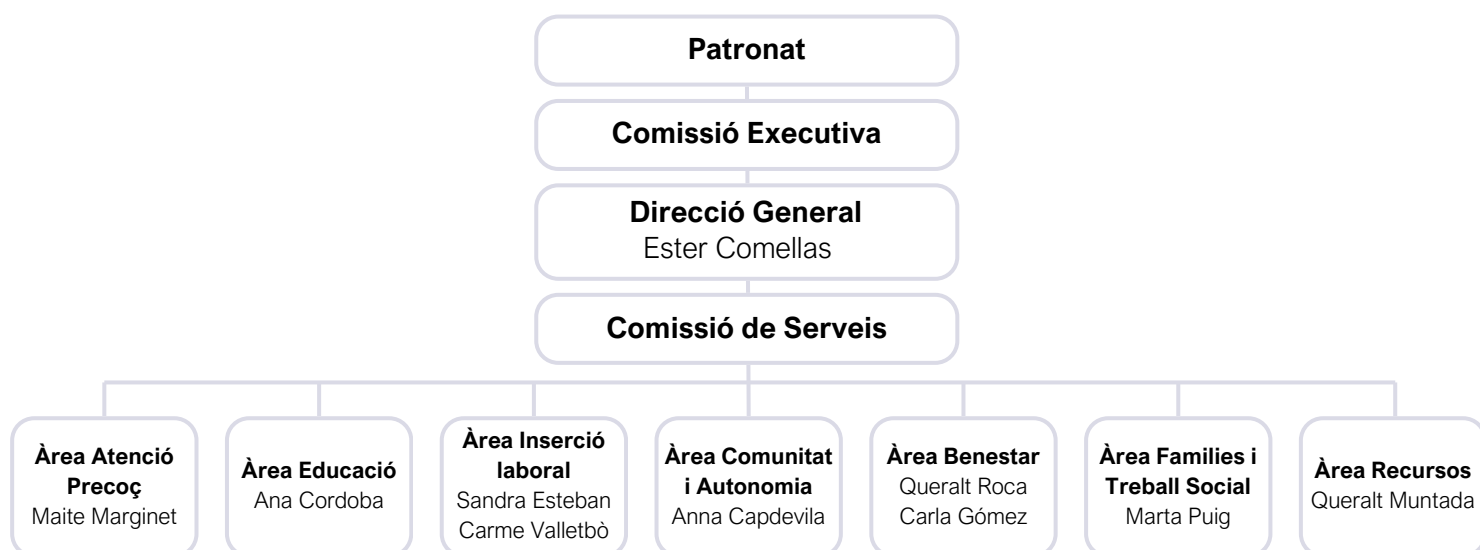 Patronat
Comissió Executiva
Direcció General
Ester Comellas
Comissió de Serveis
Àrea Atenció
Precoç
Maite Marginet
Àrea Educació
Ana Cordoba
Àrea Inserció
laboral
Sandra Esteban
Carme Valletbò
Àrea Comunitat
i Autonomia
Anna Capdevila
Àrea Benestar
Queralt Roca
Carla Gómez
Àrea Families i
Treball Social
Marta Puig
Àrea Recursos
Queralt Muntada